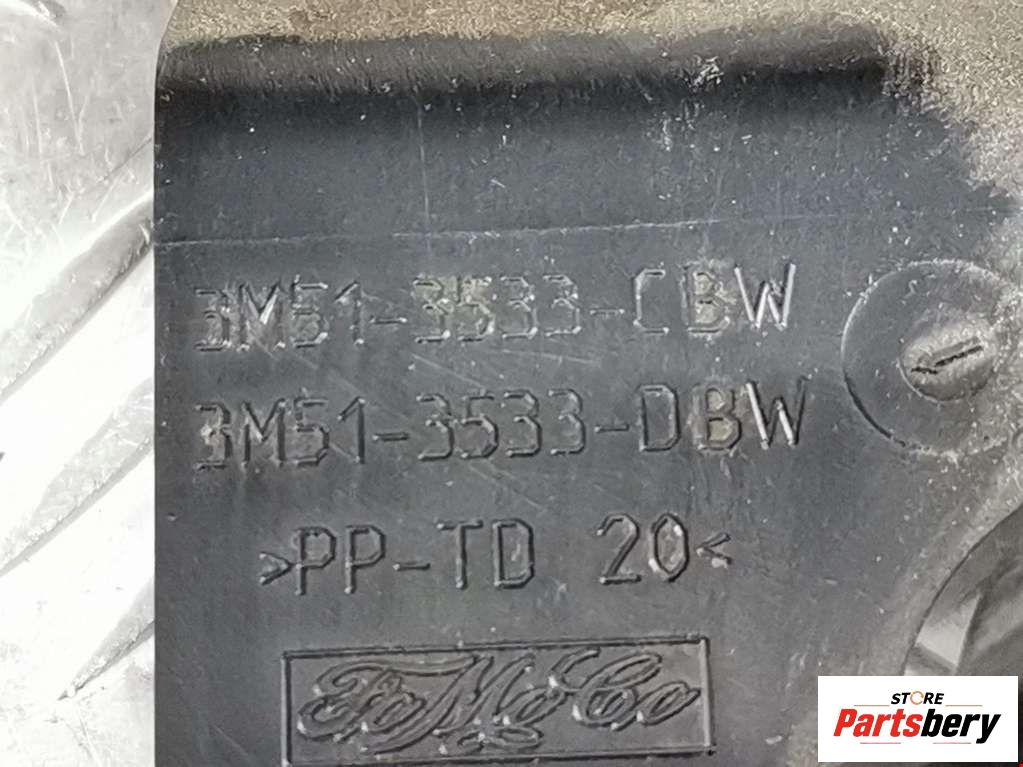 3M51-3533-CBW
3M51-3533-DBW
>PP-TD 20<
FoMoCo
STORE
Partsbery